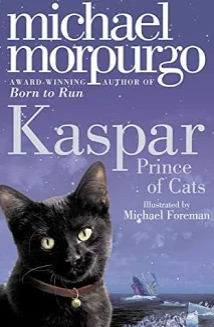 michael
morpurgo
AWARD-WINNING AUTHOR OF
Born to Run
Kaspar
Prince
of Cats
Illustrated by
Michael Foreman